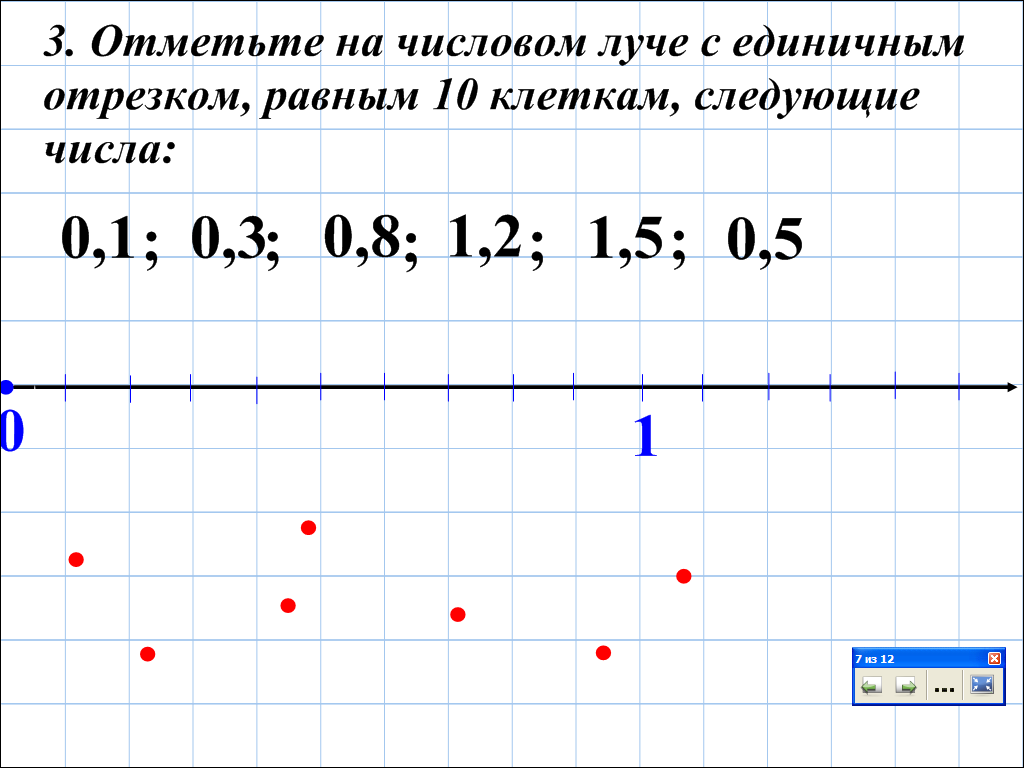 3. Отметьте на числовом луче с единичным
отрезком, равным 10 клеткам, следующие
числа:
0,1; 0,3; 0,8; 1,2; 1,5; 0,5
0 1
7 из 12
...